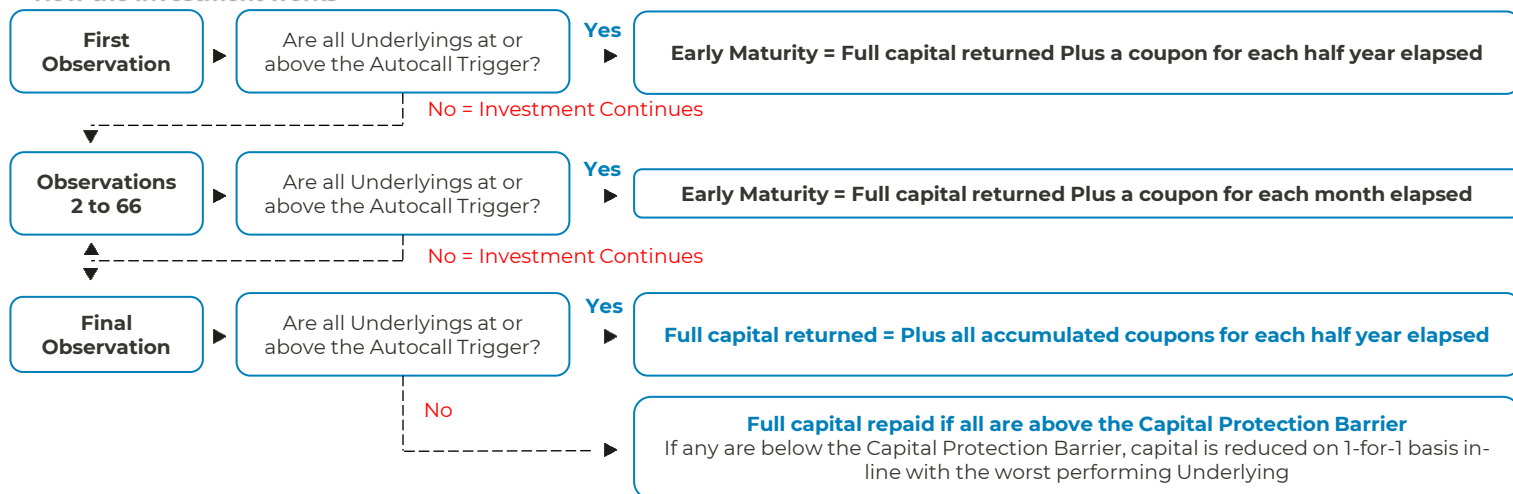 First
Observation
Are all Underlyings at or
above the Autocall Trigger?
Yes
Early Maturity = Full capital returned Plus a coupon for each half year elapsed
No = Investment Continues
Observations
2 to 66
Are all Underlyings at or
above the Autocall Trigger?
Yes
Early Maturity = Full capital returned Plus a coupon for each month elapsed
No = Investment Continues
Final
Observation
Are all Underlyings at or
above the Autocall Trigger?
Yes
Full capital returned = Plus all accumulated coupons for each half year elapsed
No
Full capital repaid if all are above the Capital Protection Barrier
If any are below the Capital Protection Barrier, capital is reduced on 1-for-1 basis in-
line with the worst performing Underlying